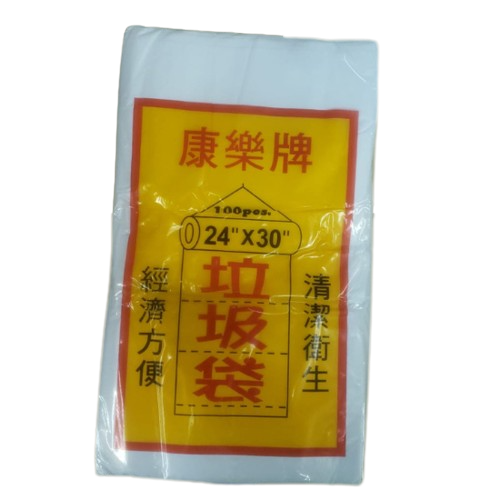 康樂牌
100pcs.
24"X30"
垃
圾
袋
經濟方便
清潔衛生